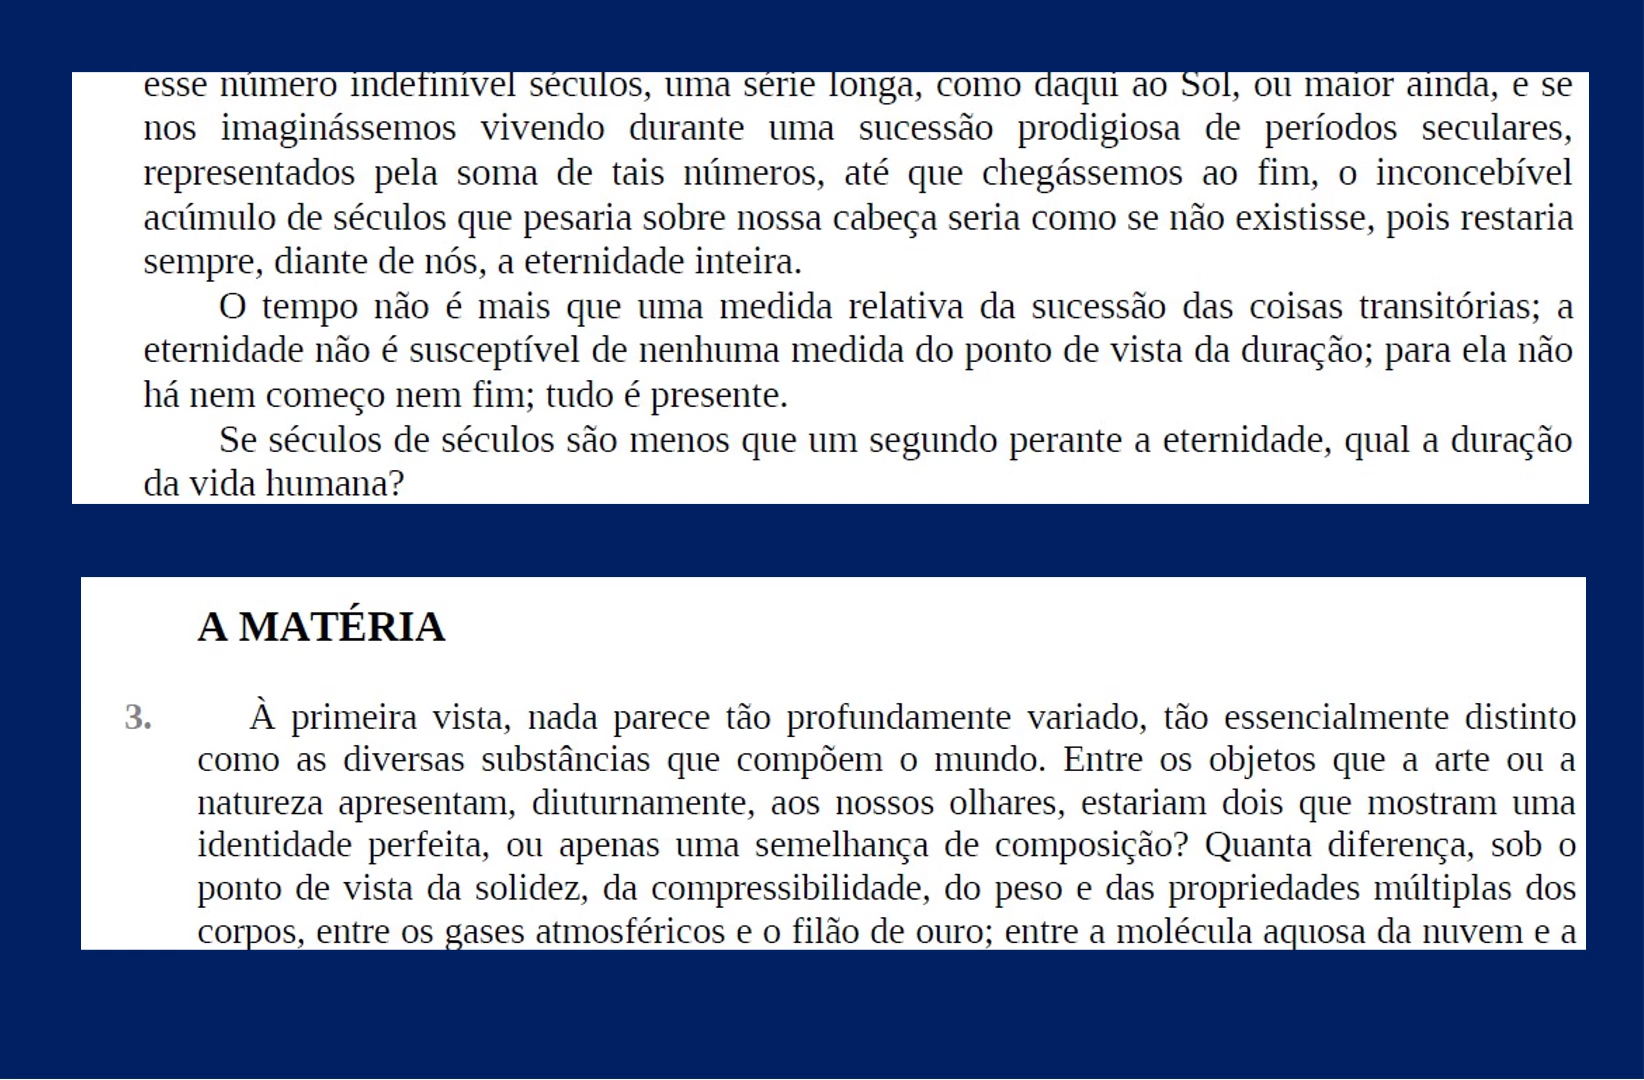 esse número indefinível séculos, uma série longa, como daqui ao Sol, ou maior ainda, e se
nos imaginássemos vivendo durante uma sucessão prodigiosa de períodos seculares,
representados pela soma de tais números, até que chegássemos ao fim, o inconcebível
acúmulo de séculos que pesaria sobre nossa cabeça seria como se não existisse, pois restaria
sempre, diante de nós, a eternidade inteira.
O tempo não é mais que uma medida relativa da sucessão das coisas transitórias; a
eternidade não é susceptível de nenhuma medida do ponto de vista da duração; para ela não
há nem começo nem fim; tudo é presente.
Se séculos de séculos são menos que um segundo perante a eternidade, qual a duração
da vida humana?
A MATÉRIA
3. À primeira vista, nada parece tão profundamente variado, tão essencialmente distinto
como as diversas substâncias que compõem o mundo. Entre os objetos que a arte ou a
natureza apresentam, diuturnamente, aos nossos olhares, estariam dois que mostram uma
identidade perfeita, ou apenas uma semelhança de composição? Quanta diferença, sob o
ponto de vista da solidez, da compressibilidade, do peso e das propriedades múltiplas dos
corpos, entre os gases atmosféricos e o filão de ouro; entre a molécula aquosa da nuvem e a